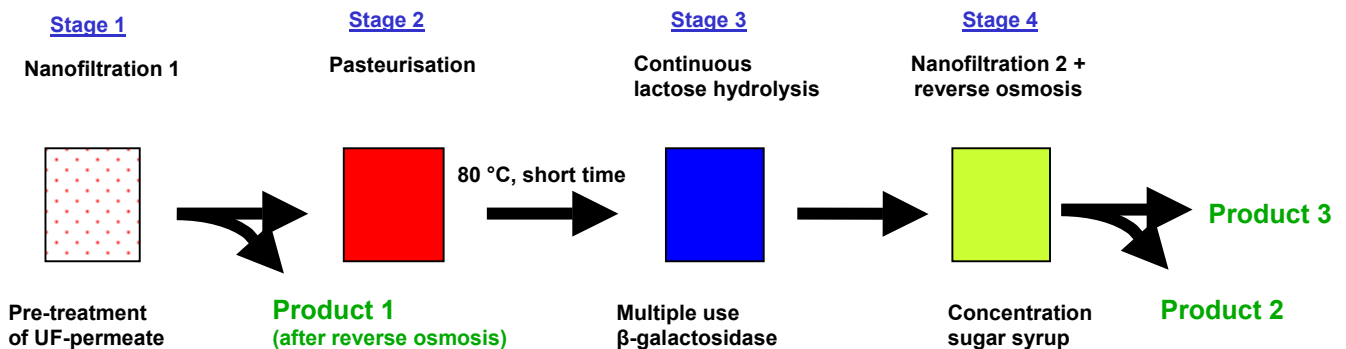 Stage 1
Stage 2
Stage 3
Stage 4
Nanofiltration 1
Pasteurisation
Continuous
lactose hydrolysis
Nanofiltration 2 +
reverse osmosis
80 °C, short time
Product 3
Pre-treatment
of UF-permeate
Product 1
(after reverse osmosis)
Multiple use
β-galactosidase
Concentration
sugar syrup
Product 2